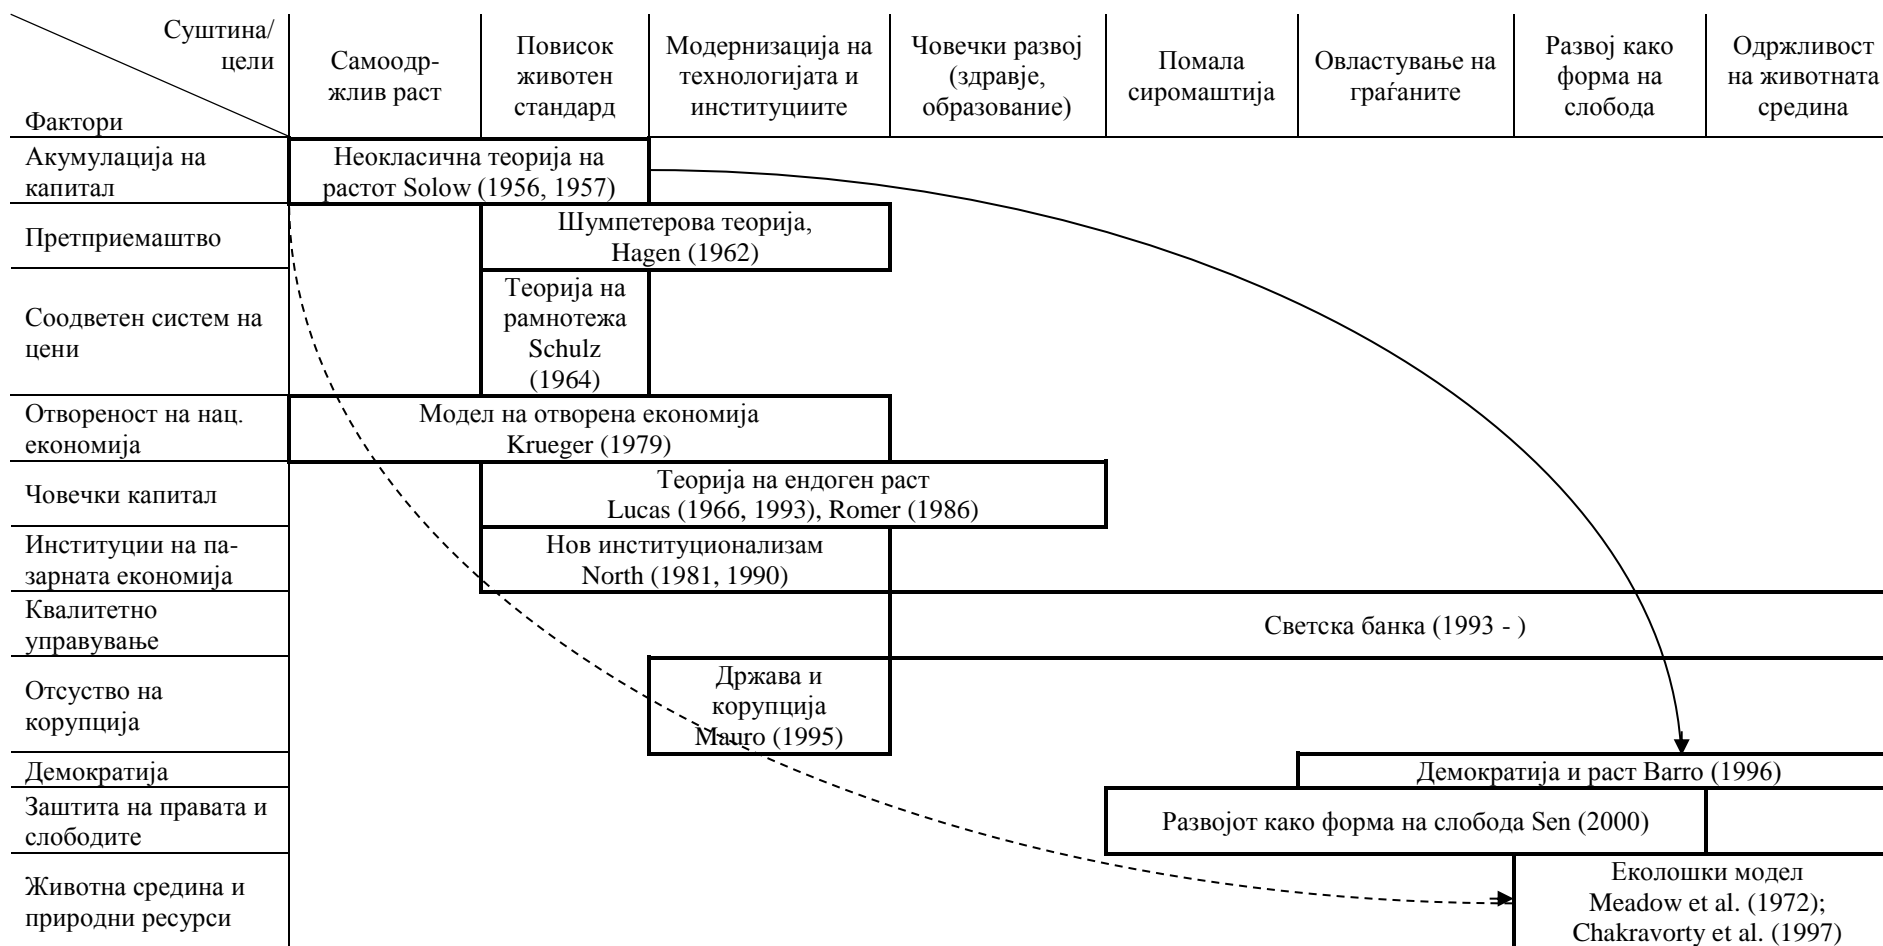 Суштина/
цели
Фактори
Самоодр-
жлив раст
Повисок
животен
стандард
Модернизација на
технологијата и
институциите
Човечки развој
(здравје,
образование)
Помала
сиромаштија
Овластување на
граѓаните
Развој како
форма на
слобода
Одржливост
на животната
средина
Акумулација на
капитал
Неокласична теорија на
растот Solow (1956, 1957)
Претприемаштво
Шумпетерова теорија,
Hagen (1962)
Соодветен систем на
цени
Теорија на
рамнотежа
Schulz
(1964)
Отвореност на нац.
економија
Модел на отворена економија
Krueger (1979)
Човечки капитал
Теорија на ендоген раст
Lucas (1966, 1993), Romer (1986)
Институции на па-
зарната економија
Нов институционализам
North (1981, 1990)
Квалитетно
управување
Светска банка (1993 - )
Отсуство на
корупција
Држава и
корупција
Mauro (1995)
Демократија
Демократија и раст Barro (1996)
Заштита на правата и
слободите
Развојот како форма на слобода Sen (2000)
Животна средина и
природни ресурси
Еколошки модел
Meadow et al. (1972);
Chakravorty et al. (1997)